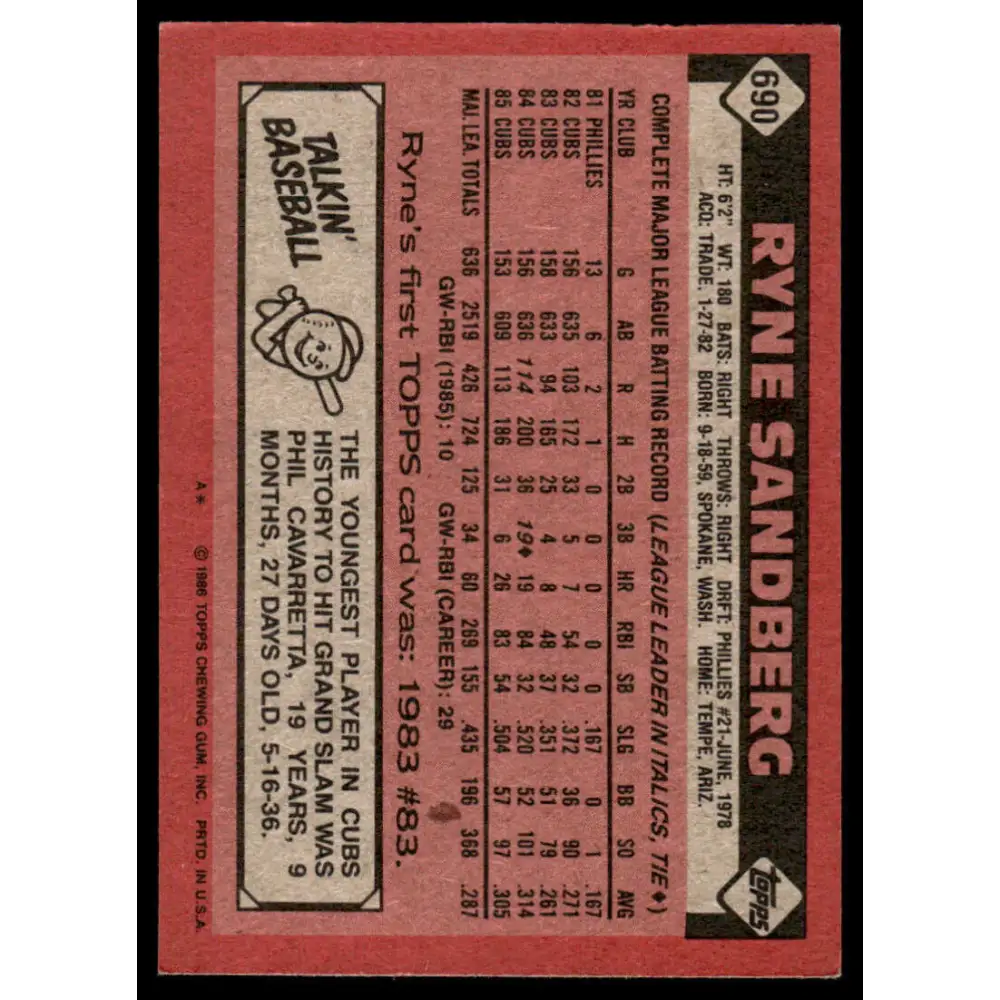 690
RYNE SANDBERG
topps
HT: 6'2" WT: 180 BATS: RIGHT THROWS: RIGHT DRFT: PHILLIES #21-JUNE, 1978
ACQ: TRADE, 1-27-82 BORN: 9-18-59, SPOKANE, WASH. HOME: TEMPE, ARIZ.
COMPLETE MAJOR LEAGUE BATTING RECORD (LEAGUE LEADER IN ITALICS, TIE ♦)
YR CLUB G AB R H 2B 3B HR RBI SB SLG BB SO AVG
81 PHILLIES 13 6 2 1 0 0 0 0 0 .167 0 1 .167
82 CUBS 156 635 103 172 33 5 7 54 32 .372 36 90 .271
83 CUBS 158 633 94 165 25 4 8 48 37 .351 51 79 .261
84 CUBS 156 636 114 200 36 19♦ 19 84 32 .520 52 101 .314
85 CUBS 153 609 113 186 31 6 26 83 54 .504 57 97 .305
MAJ. LEA. TOTALS 636 2519 426 724 125 34 60 269 155 .435 196 368 .287
GW-RBI (1985): 10 GW-RBI (CAREER): 29
Ryne's first TOPPS card was: 1983 #83.
TALKIN'
BASEBALL
THE YOUNGEST PLAYER IN CUBS
HISTORY TO HIT GRAND SLAM WAS
PHIL CAVARRETTA, 19 YEARS, 9
MONTHS, 27 DAYS OLD, 5-16-36.
A* © 1986 TOPPS CHEWING GUM, INC. PRTD. IN U.S.A.